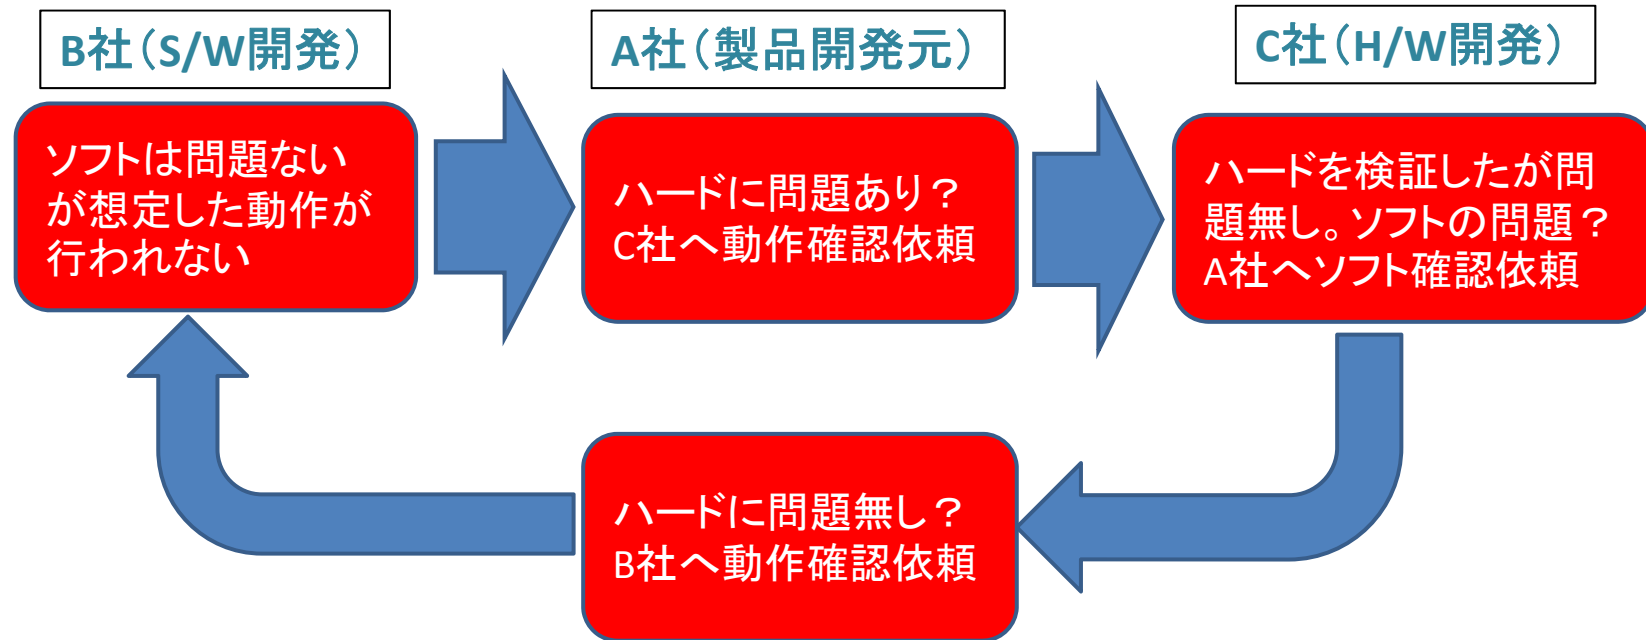 B社(S/W開発)
A社(製品開発元)
C社(H/W開発)
ソフトは問題ない
が想定した動作が
行われない
ハードに問題あり？
C社へ動作確認依頼
ハードを検証したが問
題無し。ソフトの問題？
A社へソフト確認依頼
ハードに問題無し？
B社へ動作確認依頼